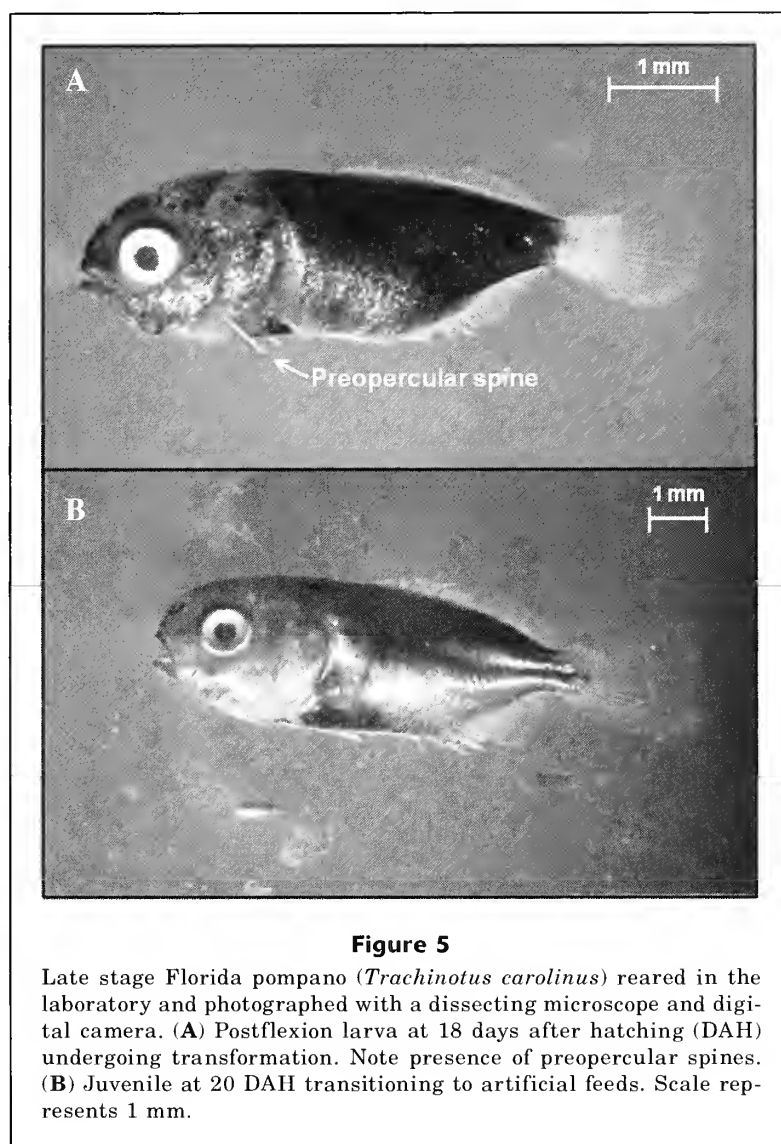 A
1 mm
Preopercular spine
B
1 mm
Figure 5
Late stage Florida pompano (Trachinotus carolinus) reared in the
laboratory and photographed with a dissecting microscope and digi-
tal camera. (A) Postflexion larva at 18 days after hatching (DAH)
undergoing transformation. Note presence of preopercular spines.
(B) Juvenile at 20 DAH transitioning to artificial feeds. Scale rep-
resents 1 mm.